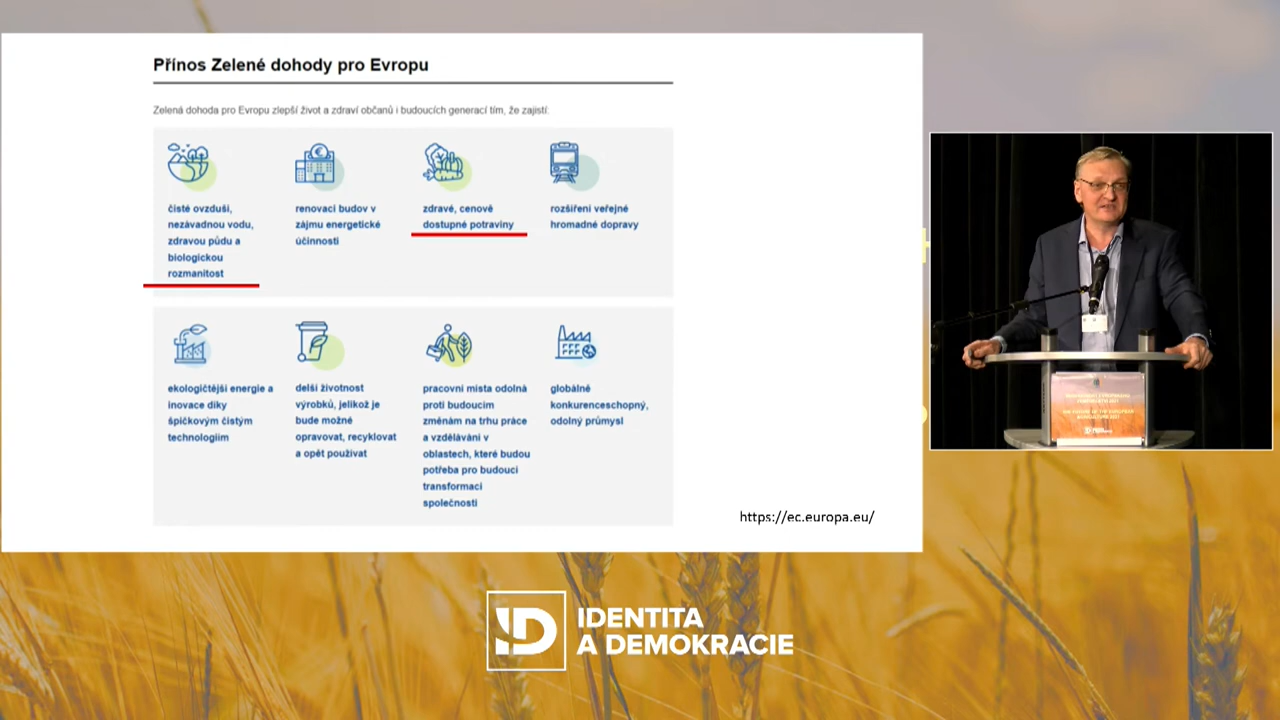 Přínos Zelené dohody pro Evropu
Zelená dohoda pro Evropu zlepší život a zdraví občanů i budoucích generací tím, že zajistí:
čisté ovzduší,
nezávadnou vodu,
zdravou půdu a
biologickou
rozmanitost
renovaci budov v
zájmu energetické
účinnosti
zdravé, cenově
dostupné potraviny
rozšíření veřejné
hromadné dopravy
ekologičtější energie a
inovace díky
špičkovým čistým
technologiím
delší životnost
výrobků, jelikož je
bude možné
opravovat, recyklovat
a opět používat
pracovní místa odolná
proti budoucím
změnám na trhu práce
a vzdělávání v
oblastech, které budou
potřeba pro budoucí
transformaci
společnosti
globálně
konkurenceschopný,
odolný průmysl
https://ec.europa.eu/
ID IDENTITA
A DEMOKRACIE